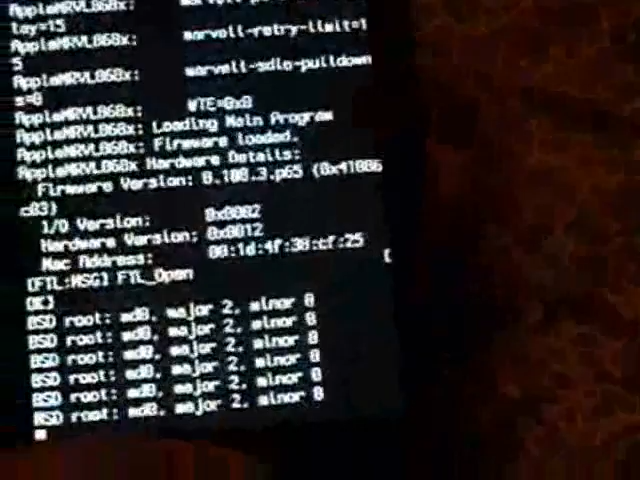 AppleMRVL868x:
lay=15
AppleMRVL868x: marvell-retry-limit=1
5
AppleMRVL868x: marvell-sdio-pulldown
s=0
AppleMRVL868x: WTE=0x0
AppleMRVL868x: Loading Main Program
AppleMRVL868x: Firmware loaded.
AppleMRVL868x Hardware Details:
Firmware Version:
c03)
I/O Version: 0x0002
Hardware Version: 0x0012
Mac Address: 00:1d:4f:38:cf:25
[FTL:MSG] FTL_Open [
OK]
BSD root: md0, major 2, minor 0
BSD root: md0, major 2, minor 0
BSD root: md0, major 2, minor 0
BSD root: md0, major 2, minor 0
BSD root: md0, major 2, minor 0
BSD root: md0, major 2, minor 0